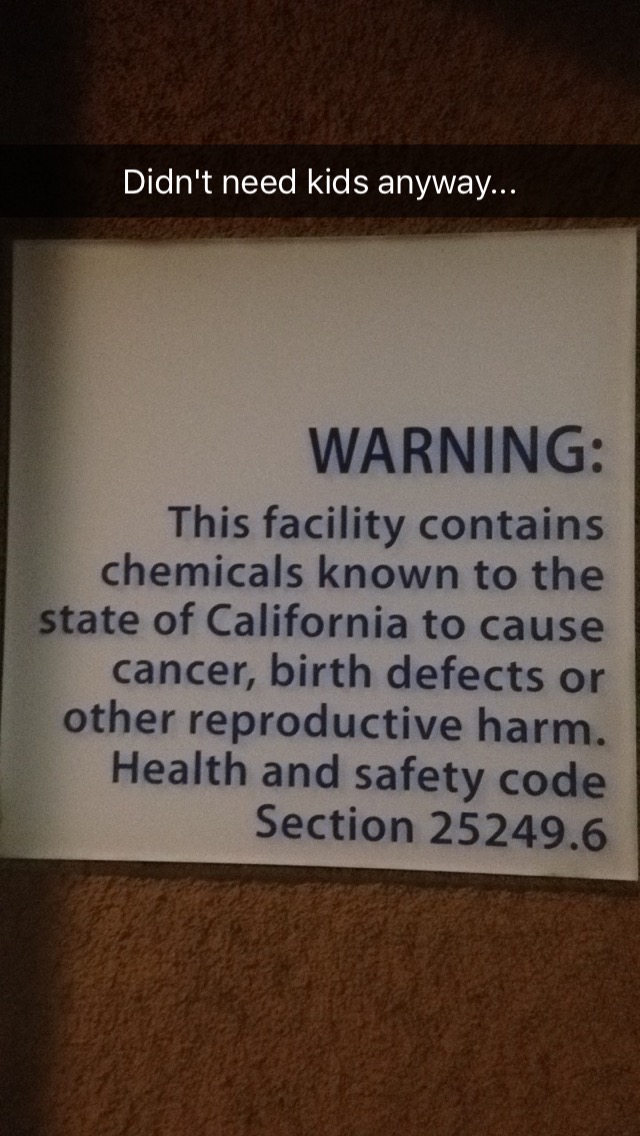 Didn't need kids anyway...
WARNING:
This facility contains
chemicals known to the
state of California to cause
cancer, birth defects or
other reproductive harm.
Health and safety code
Section 25249.6